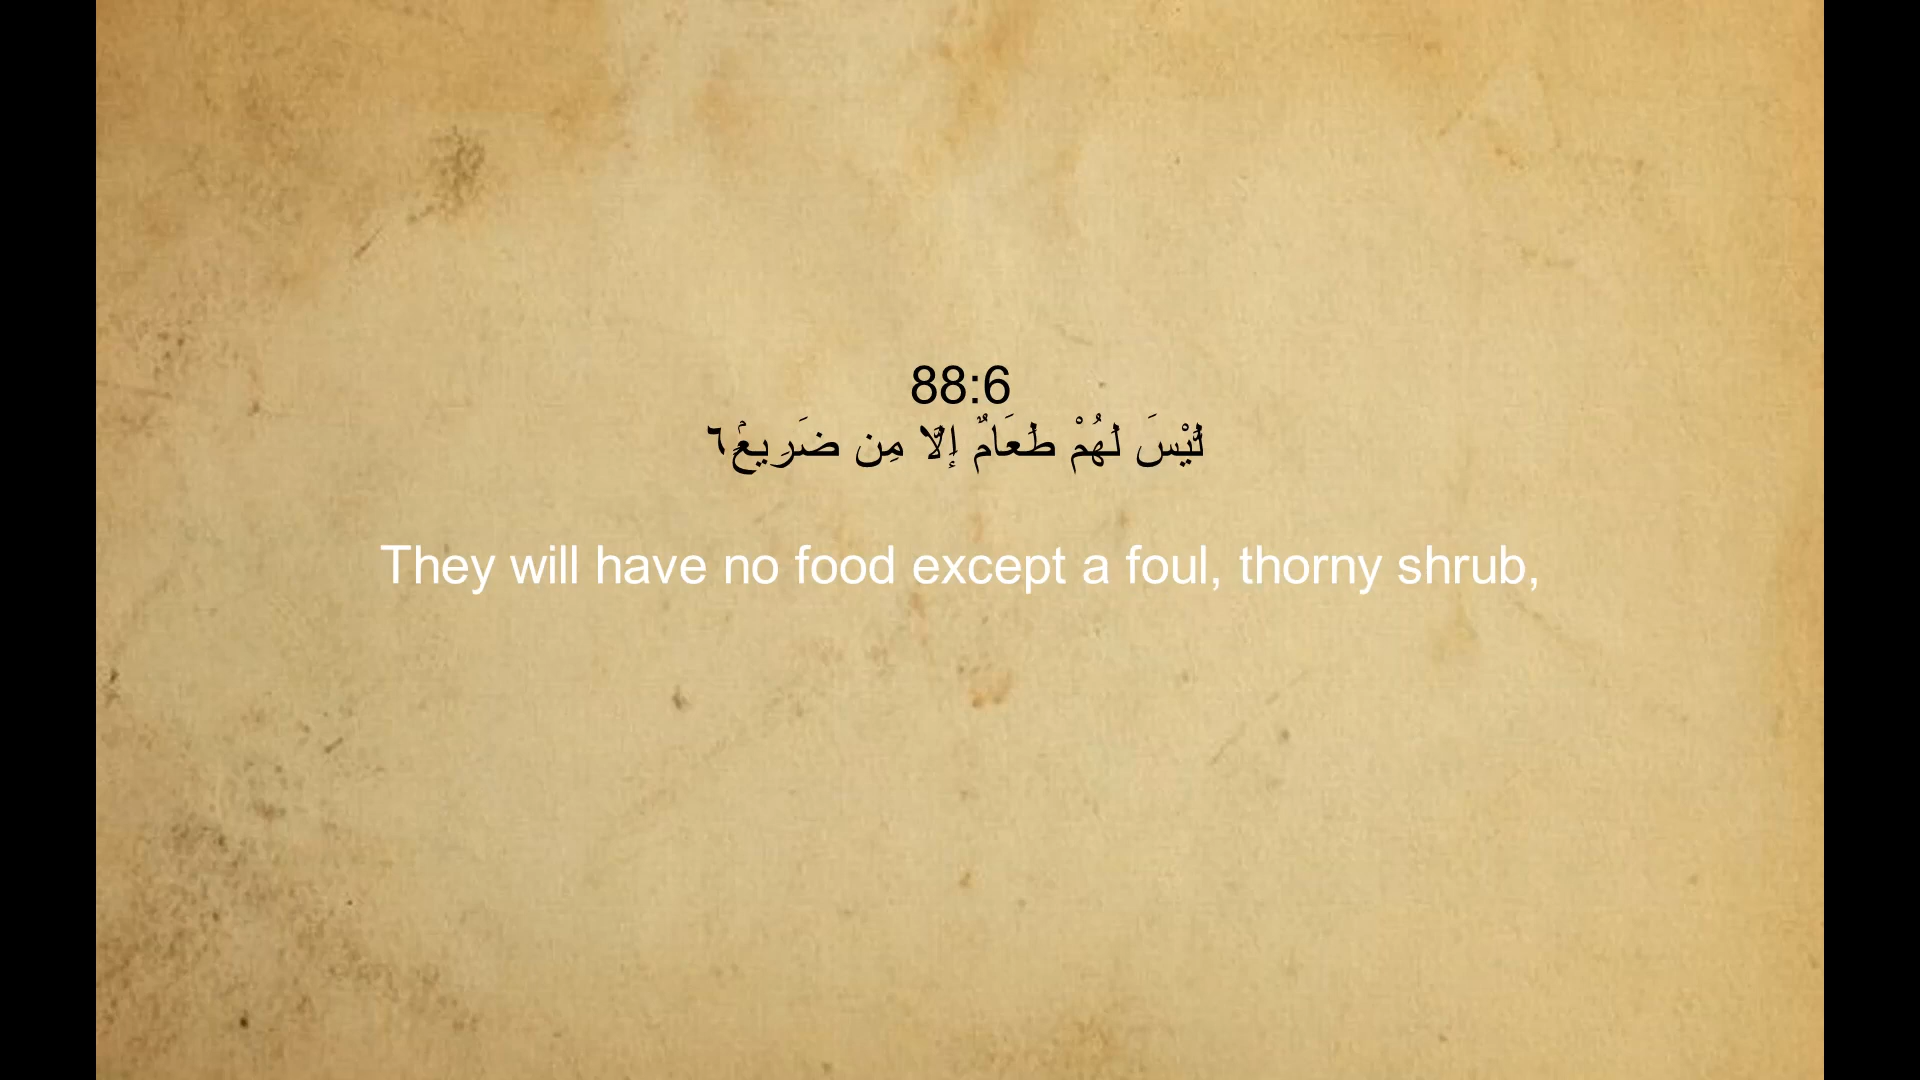 88:6
لَّيْسَ لَهُمْ طَعَامٌ إِلَّا مِن ضَرِيعٍۢ ٦
They will have no food except a foul, thorny shrub,